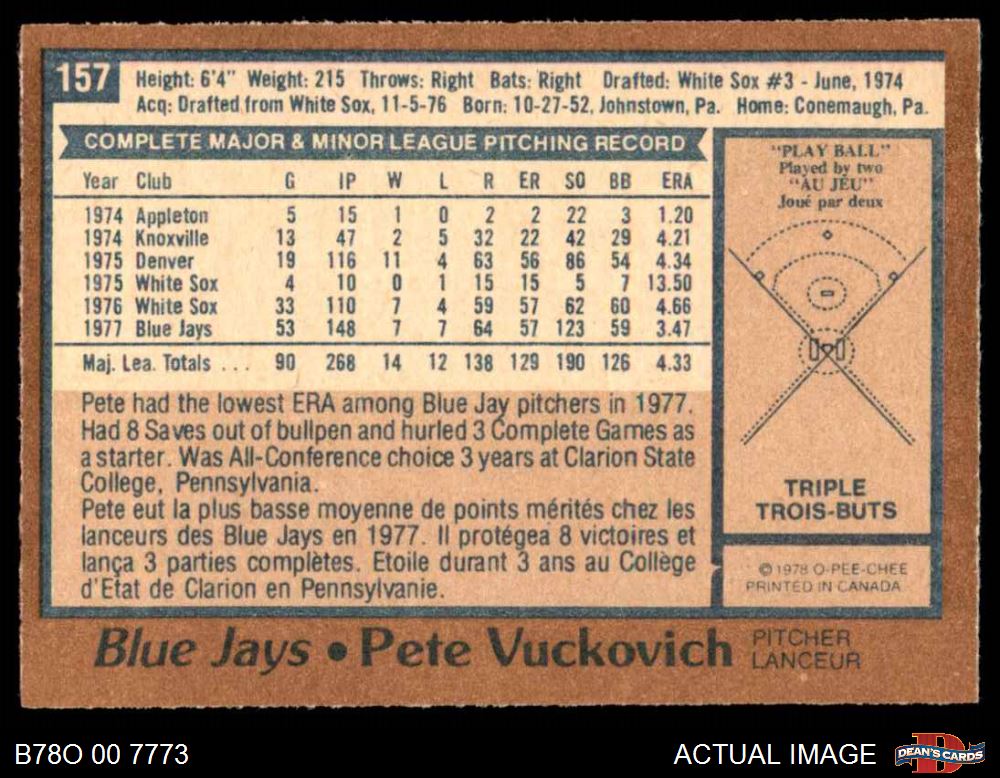 157
Height: 6'4" Weight: 215 Throws: Right Bats: Right Drafted: White Sox #3 - June, 1974
Acq: Drafted from White Sox, 11-5-76 Born: 10-27-52, Johnstown, Pa. Home: Conemaugh, Pa.
COMPLETE MAJOR & MINOR LEAGUE PITCHING RECORD
Year Club G IP W L R ER SO BB ERA
1974 Appleton 5 15 1 0 2 2 22 3 1.20
1974 Knoxville 13 47 2 5 32 22 42 29 4.21
1975 Denver 19 116 11 4 63 56 86 54 4.34
1975 White Sox 4 10 0 1 15 15 5 7 13.50
1976 White Sox 33 110 7 4 59 57 62 60 4.66
1977 Blue Jays 53 148 7 7 64 57 123 59 3.47
Maj. Lea. Totals ... 90 268 14 12 138 129 190 126 4.33
Pete had the lowest ERA among Blue Jay pitchers in 1977.
Had 8 Saves out of bullpen and hurled 3 Complete Games as
a starter. Was All-Conference choice 3 years at Clarion State
College, Pennsylvania.
Pete eut la plus basse moyenne de points mérités chez les
lanceurs des Blue Jays en 1977. Il protégea 8 victoires et
lança 3 parties complètes. Etoile durant 3 ans au Collège
d'Etat de Clarion en Pennsylvanie.
"PLAY BALL"
Played by two
"AU JEU"
Joué par deux
TRIPLE
TROIS-BUTS
© 1978 O-PEE-CHEE
PRINTED IN CANADA
Blue Jays • Pete Vuckovich
PITCHER
LANCEUR
B78O 00 7773
ACTUAL IMAGE
DEAN'S CARDS